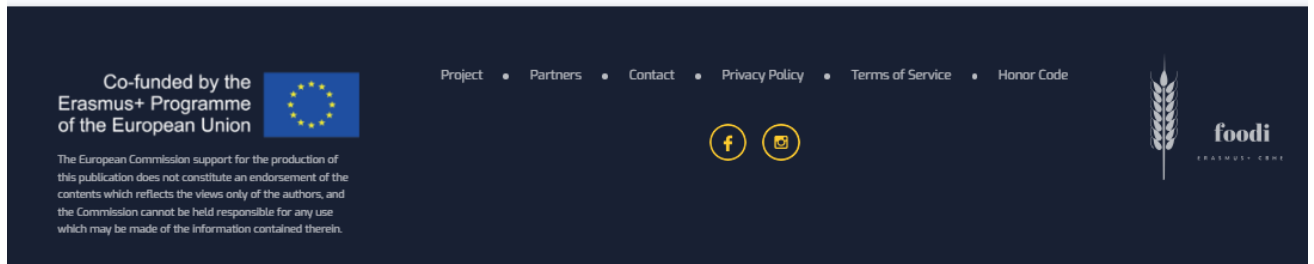 Co-funded by the
Erasmus+ Programme
of the European Union
The European Commission support for the production of
this publication does not constitute an endorsement of the
contents which reflects the views only of the authors, and
the Commission cannot be held responsible for any use
which may be made of the information contained therein.
Project • Partners • Contact • Privacy Policy • Terms of Service • Honor Code
foodi
ERASMUS+ CBHE